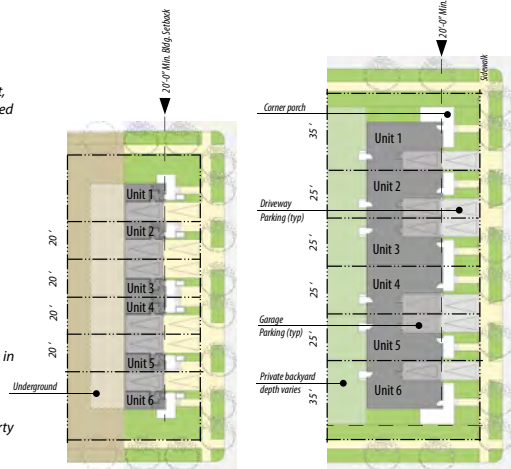 20'-0" Min. Bldg. Setback
t,
ed
in
rty
Unit 1
Unit 2
Unit 3
Unit 4
Unit 5
Unit 6
20 '
20 '
20 '
20 '
Underground
20'-0" Min.
Sidewalk
Corner porch
Driveway
Parking (typ)
Garage
Parking (typ)
Private backyard
depth varies
Unit 1
Unit 2
Unit 3
Unit 4
Unit 5
Unit 6
35 '
25 '
25 '
25 '
25 '
35 '